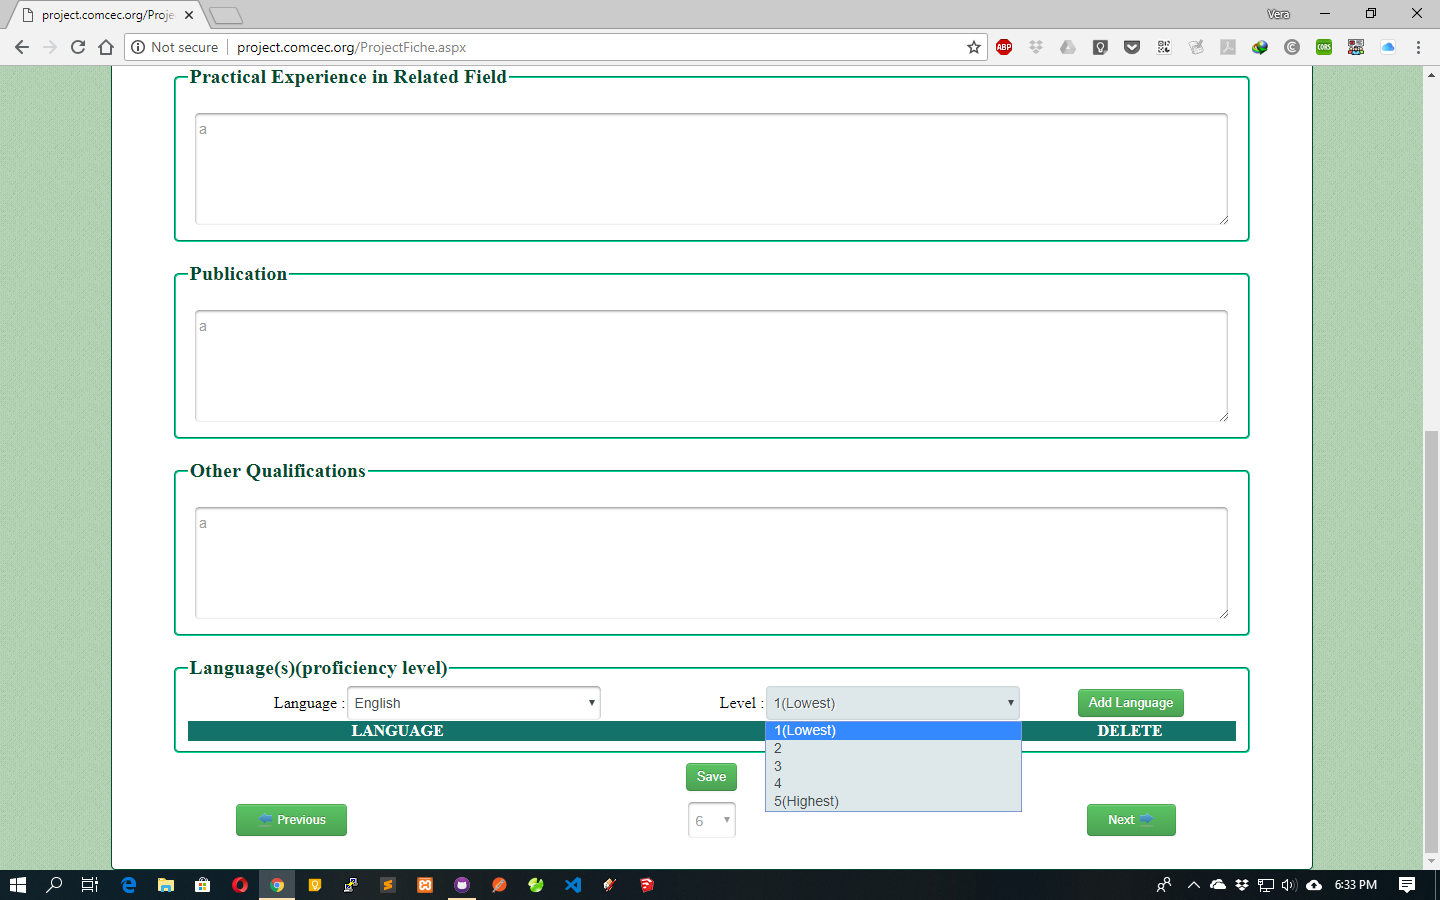 project.comcec.org/Proje
Vera
Not secure
project.comcec.org/ProjectFiche.aspx
ABP
CORS
Practical Experience in Related Field
a
Publication
a
Other Qualifications
a
Language(s)(proficiency level)
Language : English
Level : 1(Lowest)
Add Language
LANGUAGE
DELETE
1(Lowest)
2
3
4
5(Highest)
Save
Previous
6
Next
6:33 PM